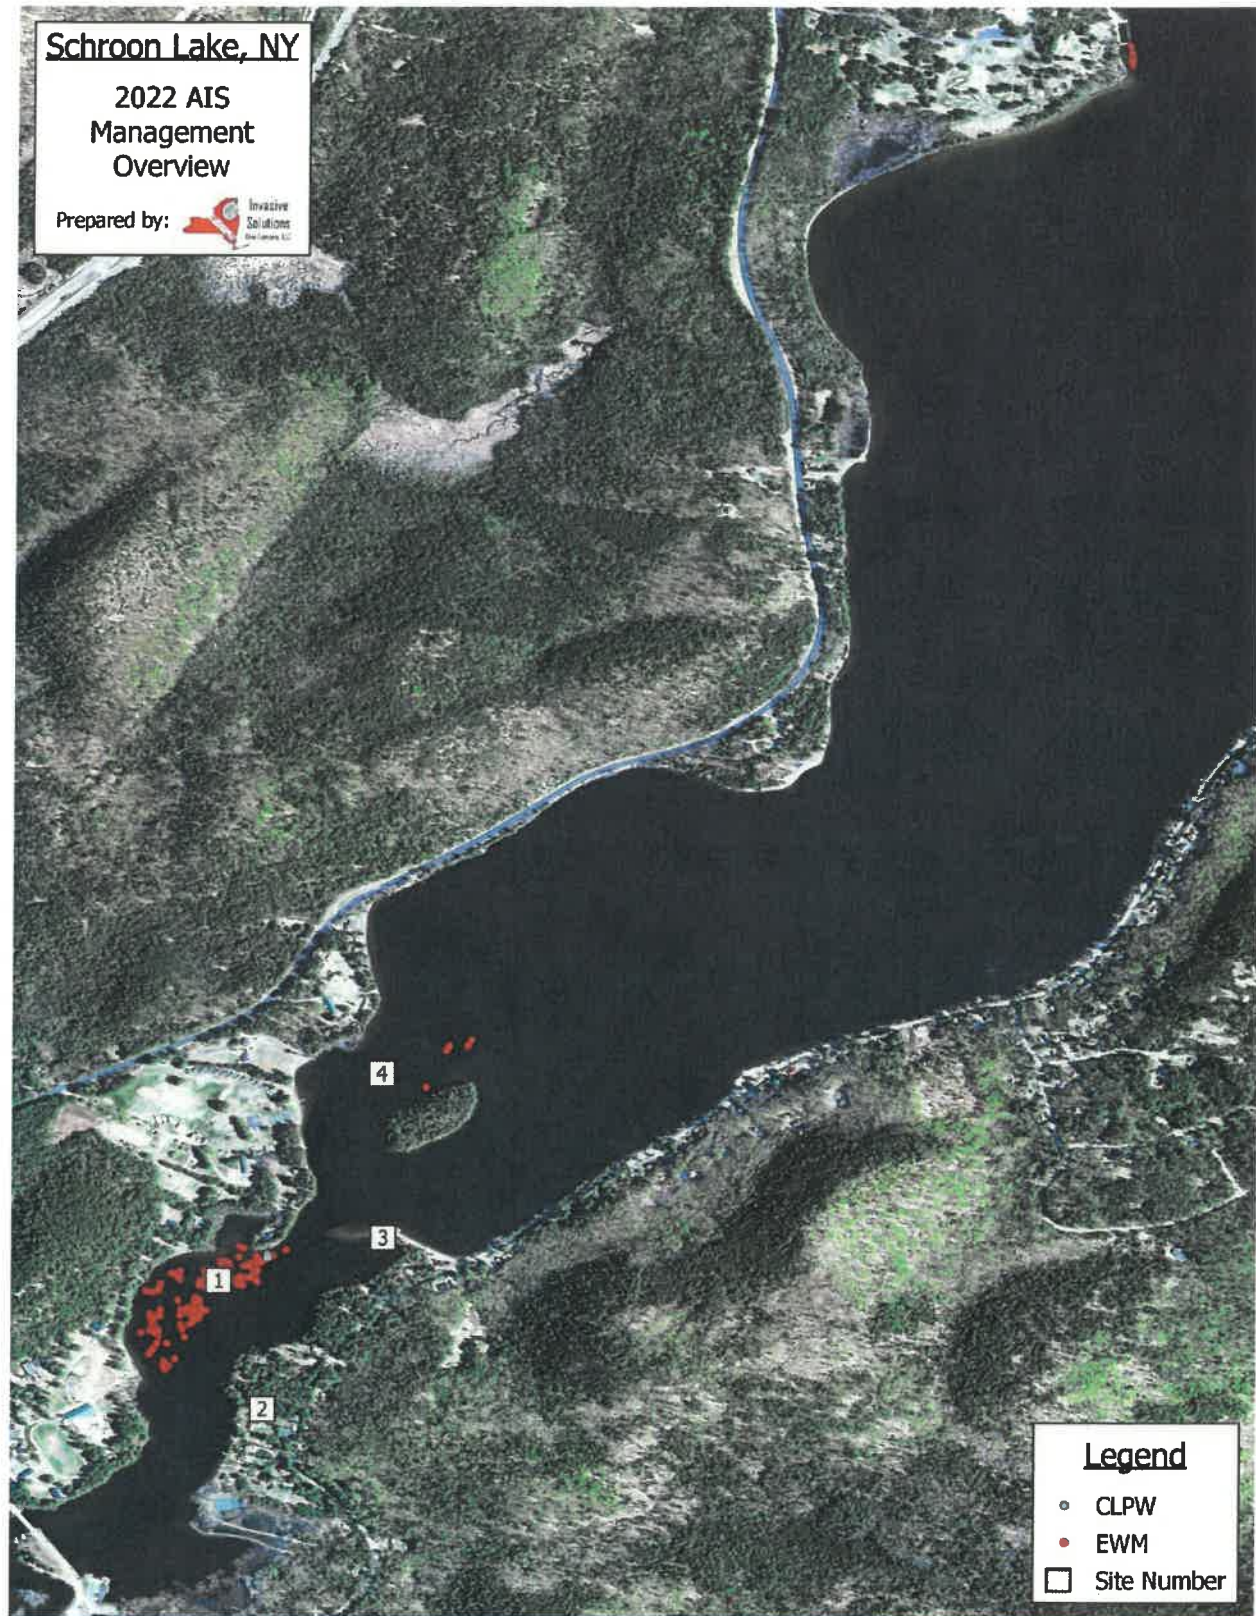 Schroon Lake, NY
2022 AIS
Management
Overview
Prepared by:
Invasive
Solutions
4
3
1
2
Legend
CLPW
EWM
Site Number